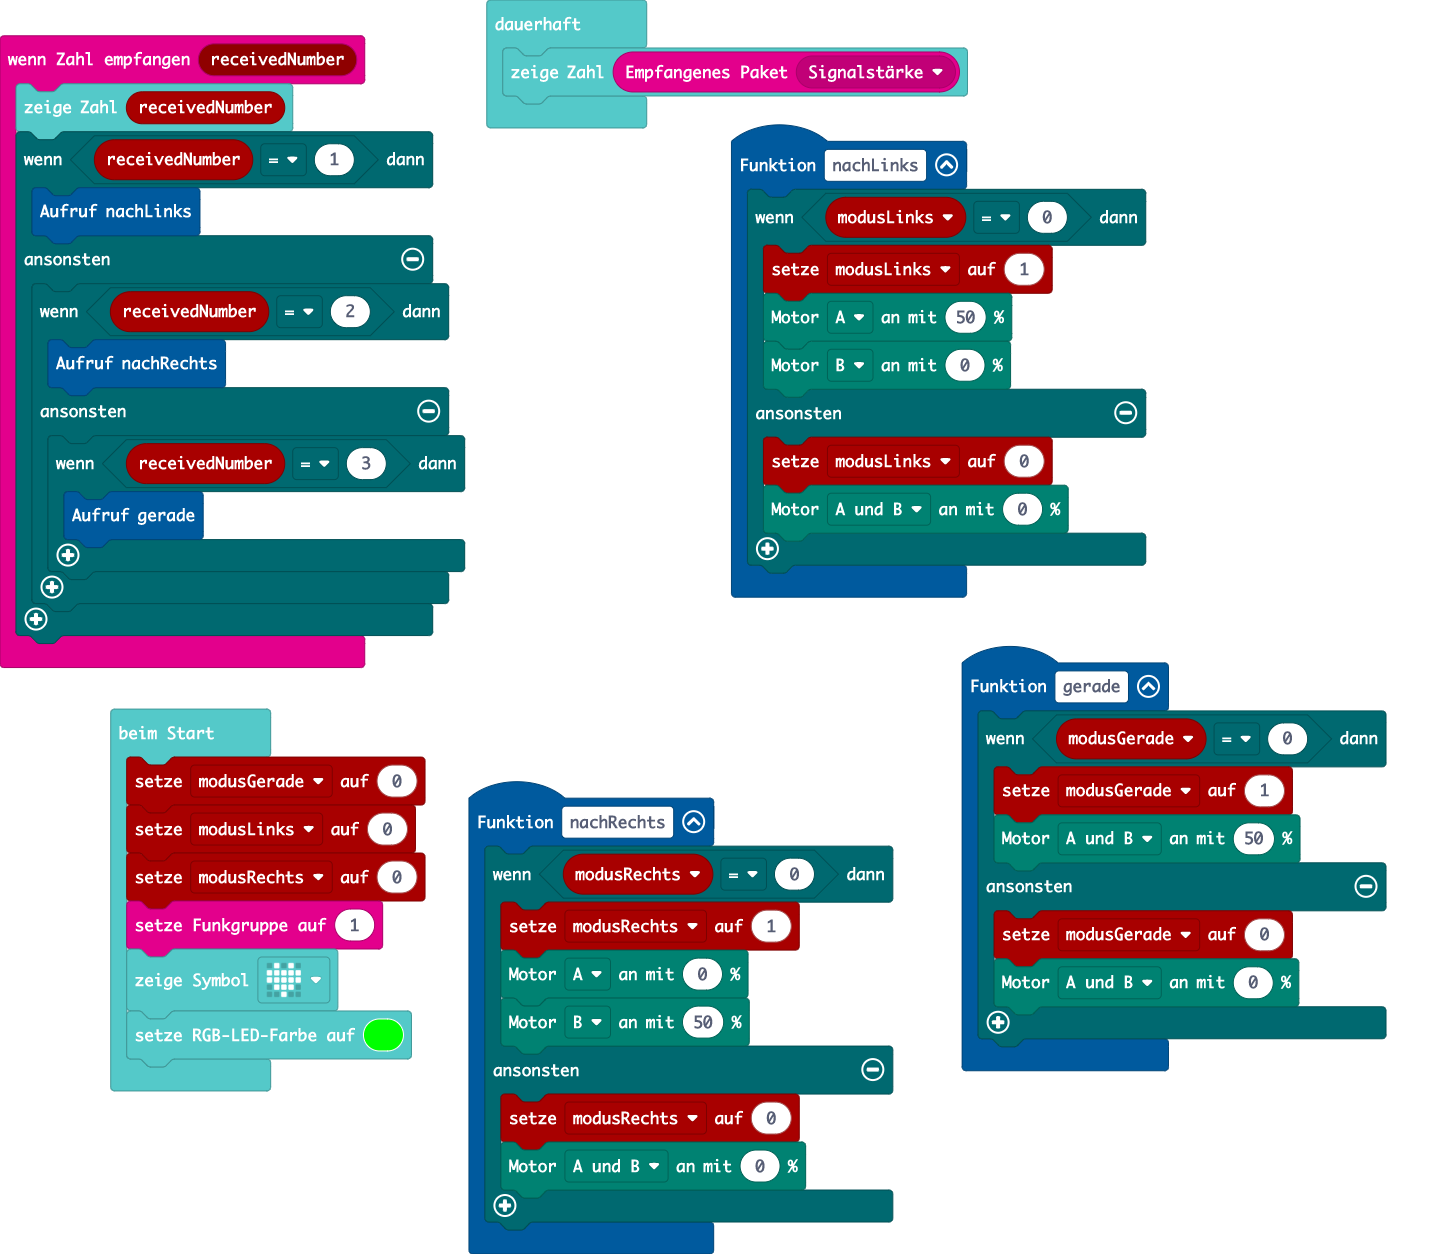 wenn Zahl empfangen receivedNumber
zeige Zahl receivedNumber
wenn receivedNumber = 1 dann
Aufruf nachLinks
ansonsten
wenn receivedNumber = 2 dann
Aufruf nachRechts
ansonsten
wenn receivedNumber = 3 dann
Aufruf gerade
dauerhaft
zeige Zahl Empfangenes Paket Signalstärke
Funktion nachLinks
wenn modusLinks = 0 dann
setze modusLinks auf 1
Motor A an mit 50 %
Motor B an mit 0 %
ansonsten
setze modusLinks auf 0
Motor A und B an mit 0 %
beim Start
setze modusGerade auf 0
setze modusLinks auf 0
setze modusRechts auf 0
setze Funkgruppe auf 1
zeige Symbol
setze RGB-LED-Farbe auf
Funktion nachRechts
wenn modusRechts = 0 dann
setze modusRechts auf 1
Motor A an mit 0 %
Motor B an mit 50 %
ansonsten
setze modusRechts auf 0
Motor A und B an mit 0 %
Funktion gerade
wenn modusGerade = 0 dann
setze modusGerade auf 1
Motor A und B an mit 50 %
ansonsten
setze modusGerade auf 0
Motor A und B an mit 0 %